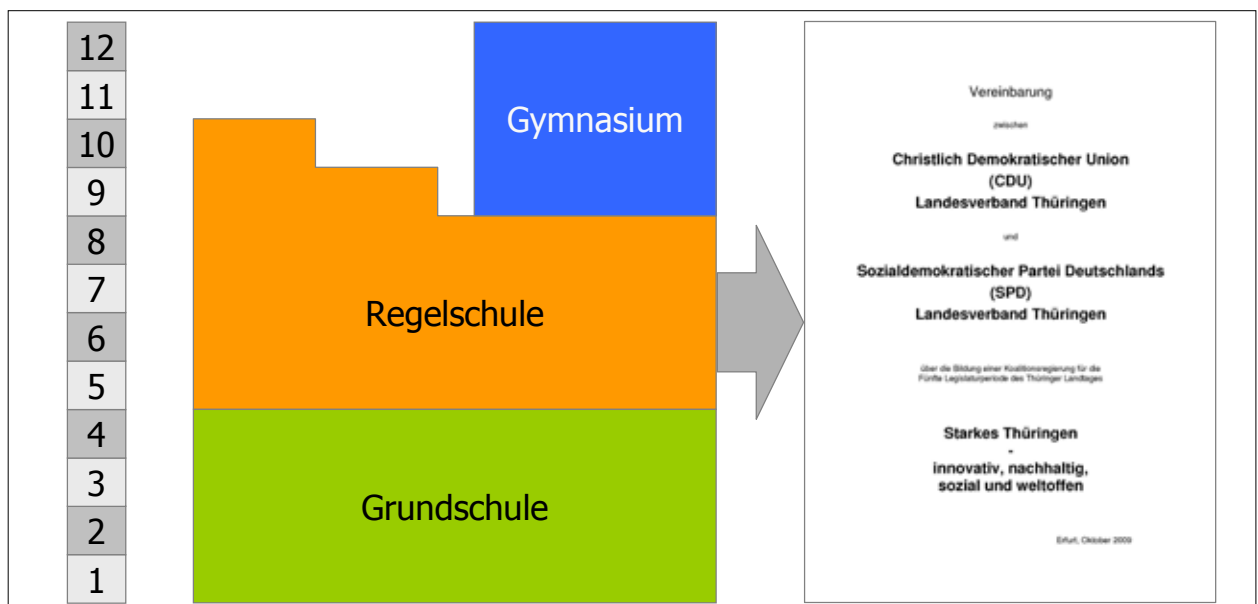 12
11
10
9
8
7
6
5
4
3
2
1
Gymnasium
Regelschule
Grundschule
Vereinbarung
zwischen
Christlich Demokratischer Union
(CDU)
Landesverband Thüringen
und
Sozialdemokratischer Partei Deutschlands
(SPD)
Landesverband Thüringen
über die Bildung einer Koalitionsregierung für die
Fünfte Legislaturperiode des Thüringer Landtages
Starkes Thüringen
-
innovativ, nachhaltig,
sozial und weltoffen
Erfurt, Oktober 2009